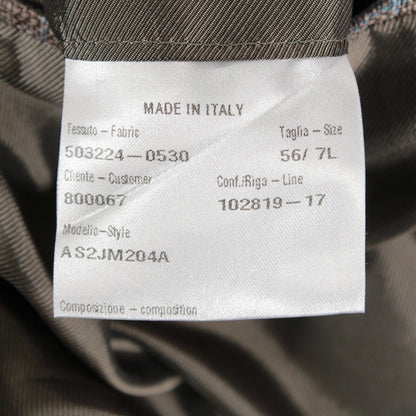 MADE IN ITALY
Tessuto - Fabric Taglia - Size
503224-0530 56/ 7L
Cliente - Customer Conf./Riga - Line
800067 102819-17
Modello-Style
AS2JM204A
Composizione - composition